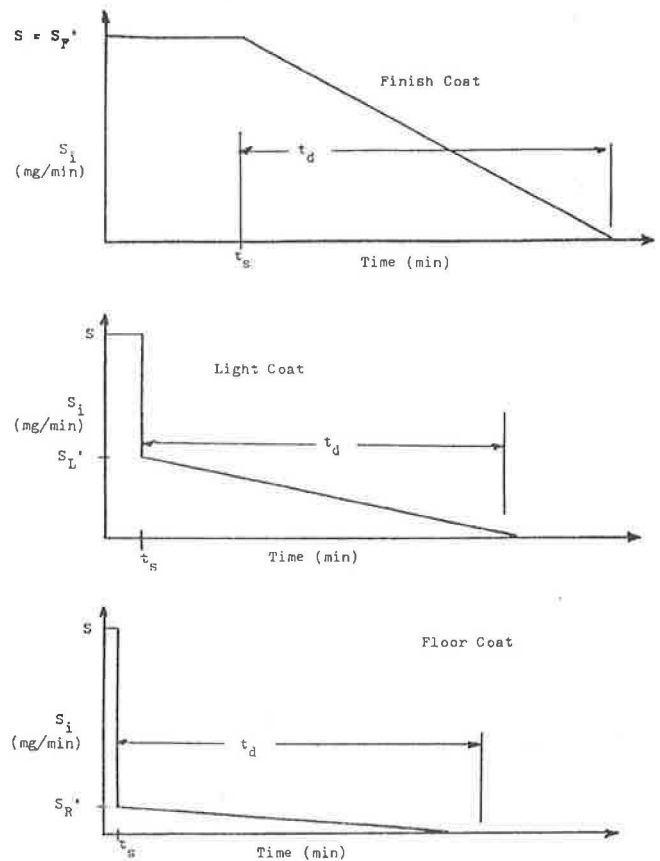 S = S_F'
Finish Coat
S_i
(mg/min)
t_d
t_s
Time (min)
S
Light Coat
S_i
(mg/min)
t_d
S_L'
t_s
Time (min)
S
Floor Coat
S_i
(mg/min)
t_d
S_R'
t_s
Time (min)